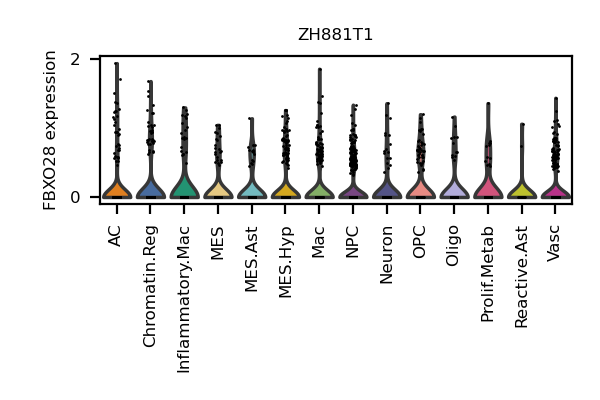 ZH881T1
FBXO28 expression
2
0
AC
Chromatin.Reg
Inflammatory.Mac
MES
MES.Ast
MES.Hyp
Mac
NPC
Neuron
OPC
Oligo
Prolif.Metab
Reactive.Ast
Vasc